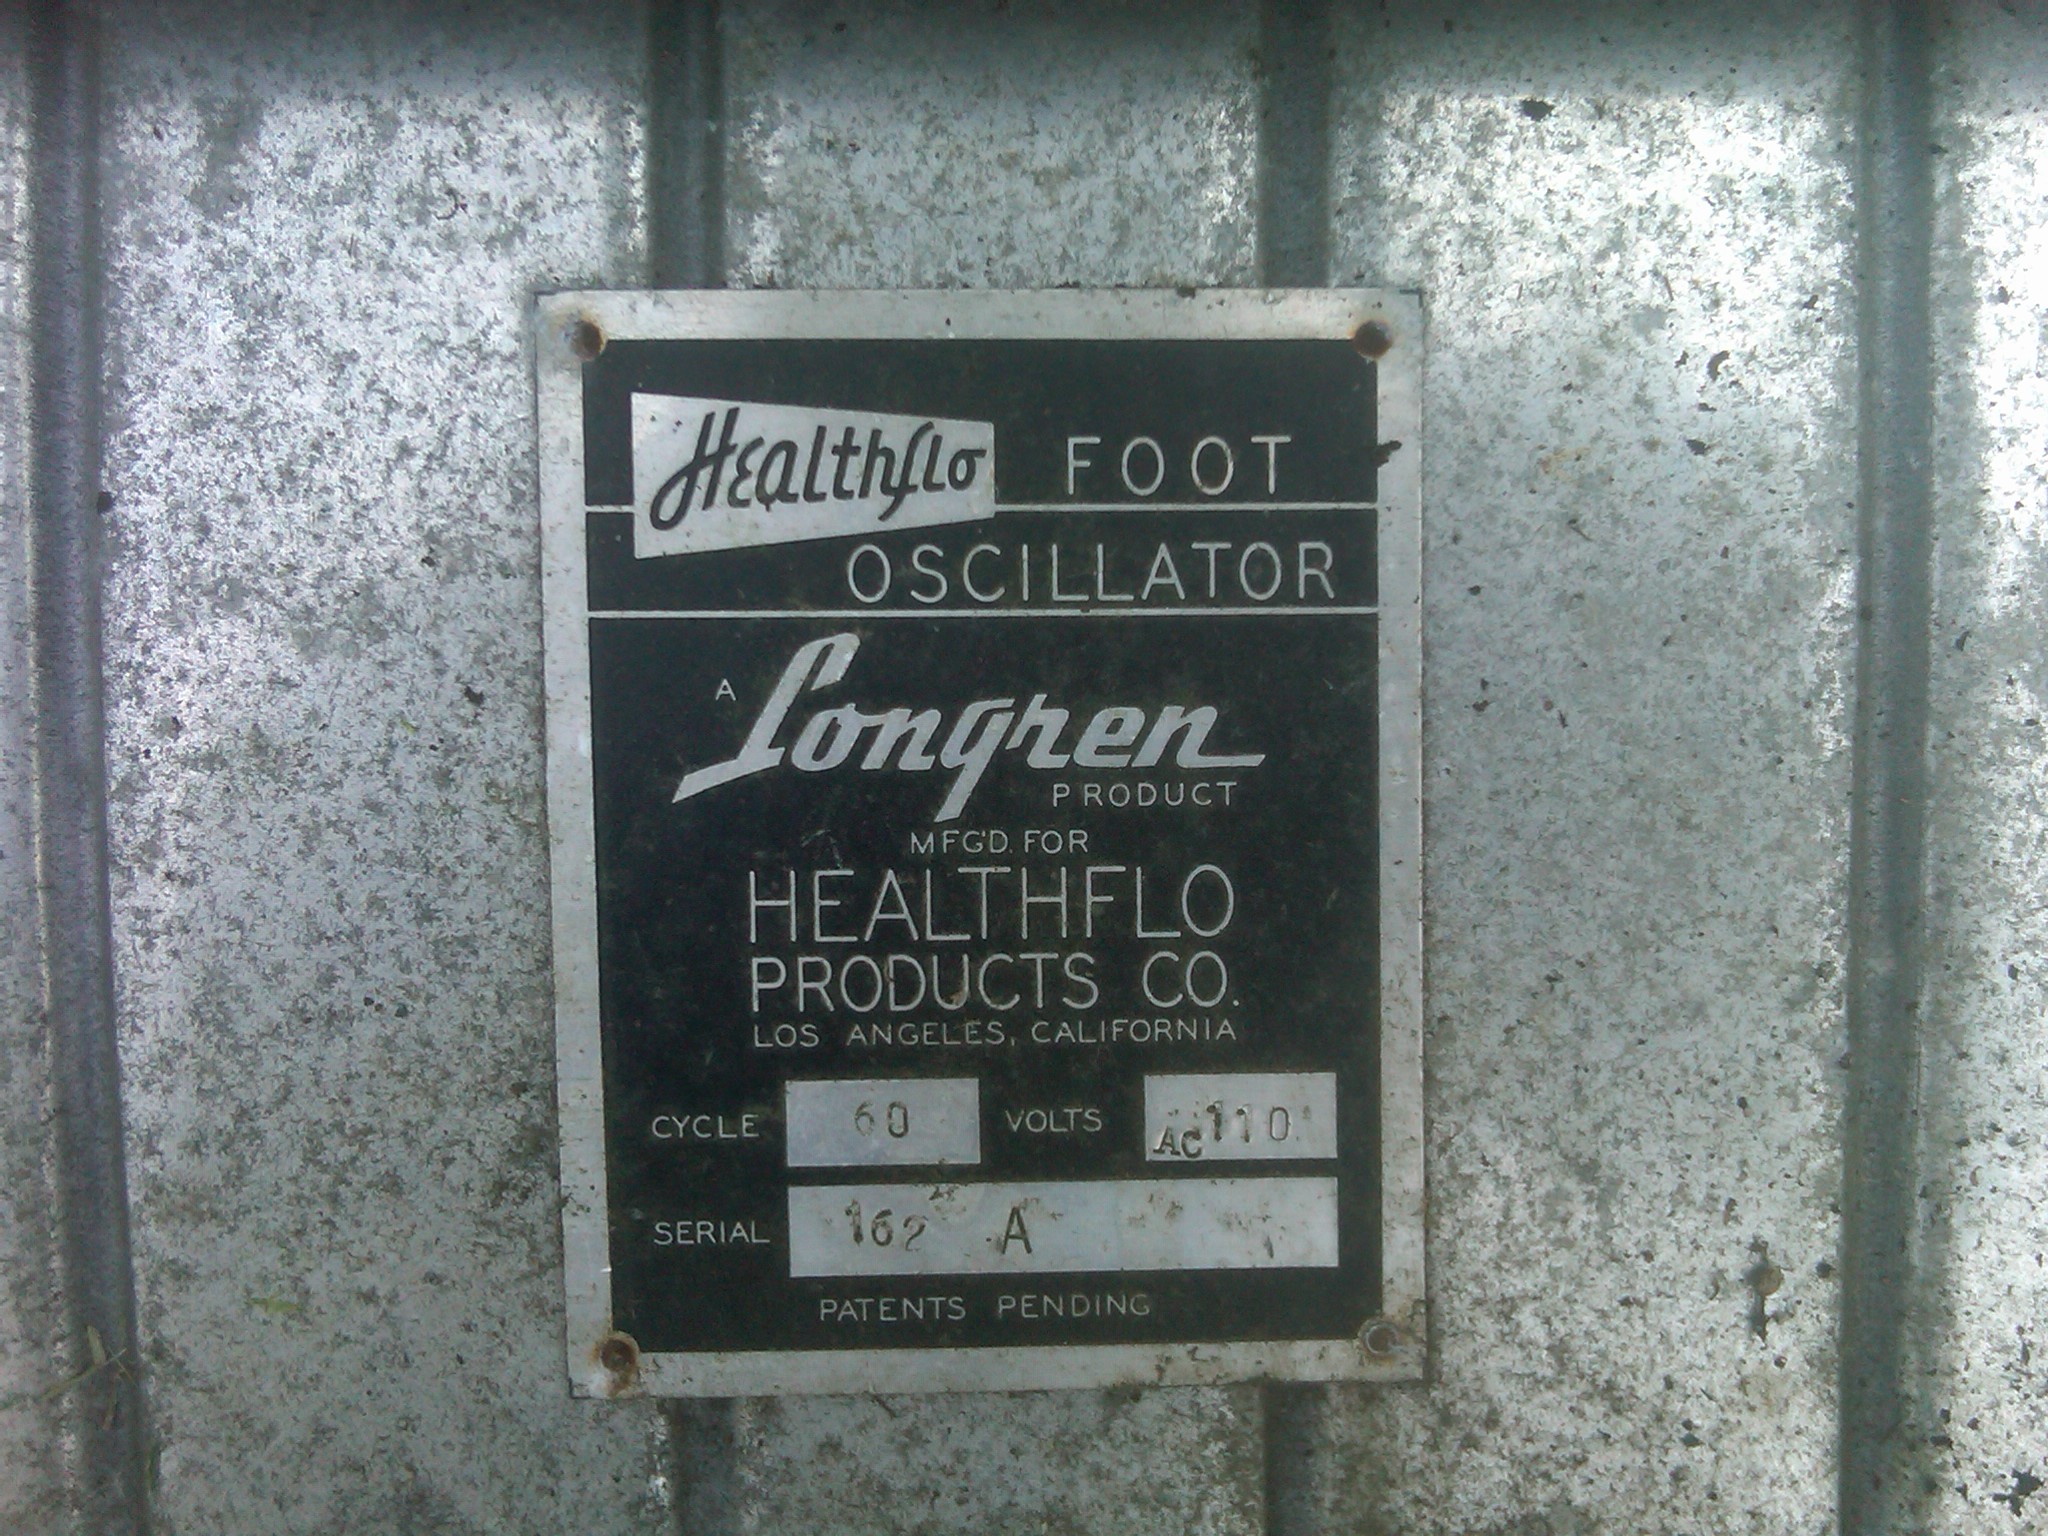 Healthflo FOOT
OSCILLATOR
A Longren
PRODUCT
MFG'D. FOR
HEALTHFLO
PRODUCTS CO.
LOS ANGELES, CALIFORNIA
CYCLE 60 VOLTS AC 110
SERIAL 162 A
PATENTS PENDING